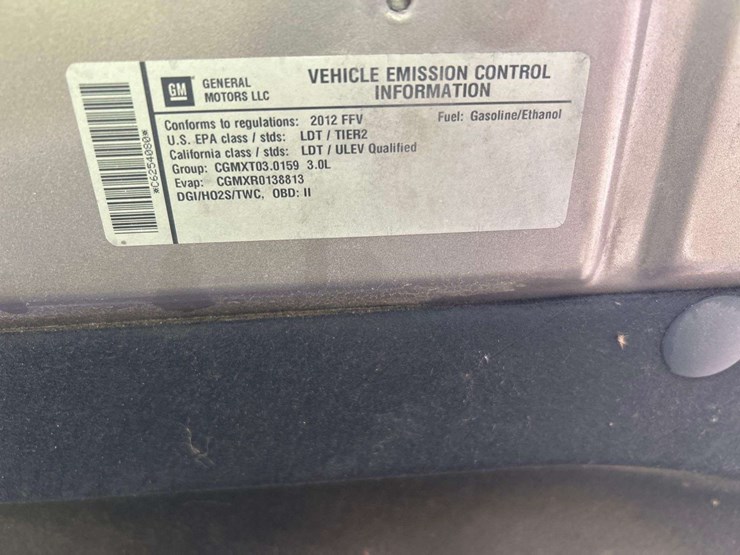 GM
GENERAL
MOTORS LLC
VEHICLE EMISSION CONTROL
INFORMATION
Conforms to regulations: 2012 FFV
Fuel: Gasoline/Ethanol
U.S. EPA class / stds: LDT / TIER2
California class / stds: LDT / ULEV Qualified
Group: CGMXT03.0159 3.0L
Evap: CGMXR0138813
DGI/HO2S/TWC, OBD: II
*C6254080*